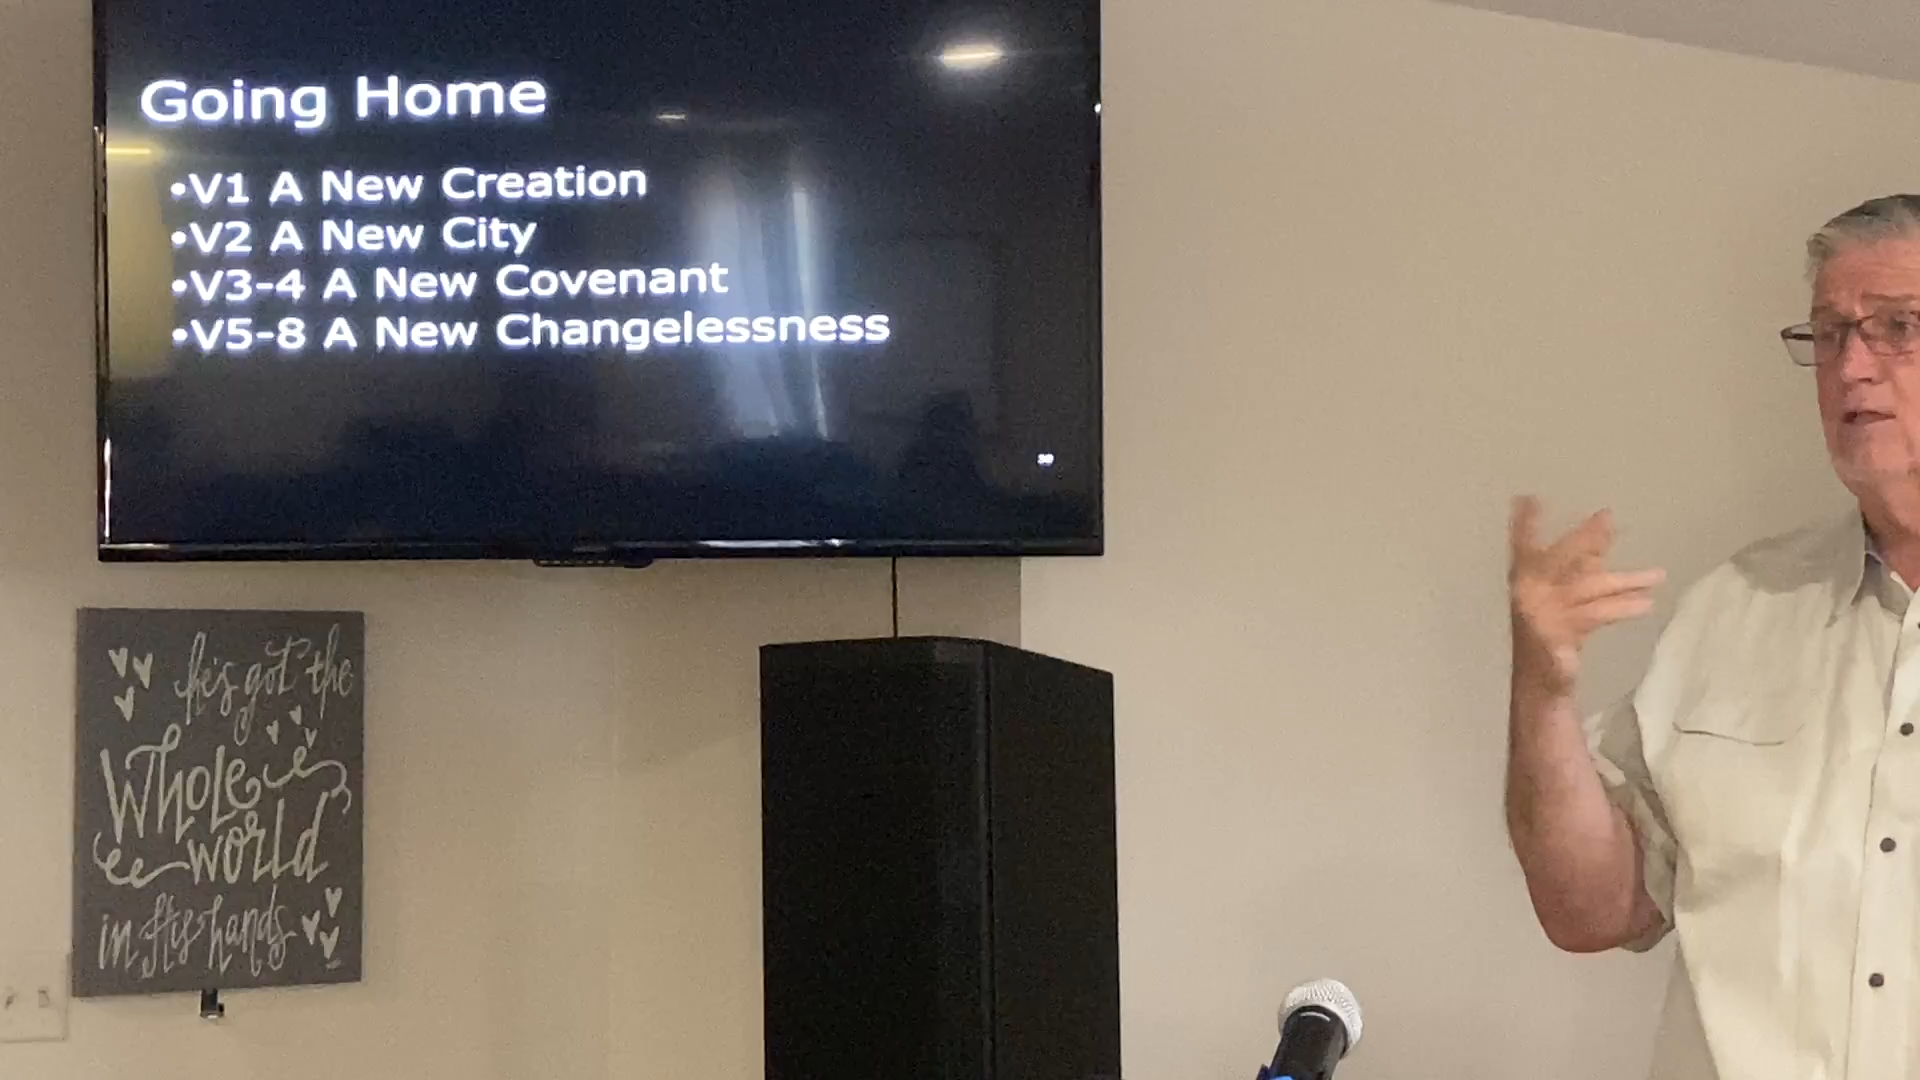 Going Home
•V1 A New Creation
•V2 A New City
•V3-4 A New Covenant
•V5-8 A New Changelessness
he's got the
Whole
world
in His hands